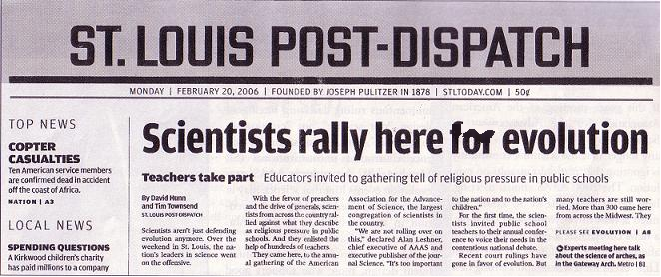 ST. LOUIS POST-DISPATCH
MONDAY | FEBRUARY 20, 2006 | FOUNDED BY JOSEPH PULITZER IN 1878 | STLTODAY.COM | 50¢
TOP NEWS
COPTER
CASUALTIES
Ten American service members
are confirmed dead in accident
off the coast of Africa.
NATION | A3
LOCAL NEWS
SPENDING QUESTIONS
A Kirkwood children's charity
has paid millions to a company
Scientists rally here for evolution
Teachers take part Educators invited to gathering tell of religious pressure in public schools
By David Hunn
and Tim Townsend
ST. LOUIS POST-DISPATCH
Scientists aren't just defending
evolution anymore. Over the
weekend in St. Louis, the na-
tion's leaders in science went
on the offensive.
With the fervor of preachers
and the drive of generals, scien-
tists from across the country ral-
lied against what they describe
as religious pressure in public
schools. And they enlisted the
help of hundreds of teachers.
They came here, to the annu-
al gathering of the American
Association for the Advance-
ment of Science, the largest
congregation of scientists in
the country.
"We are not rolling over on
this," declared Alan Leshner,
chief executive of AAAS and
executive publisher of the jour-
nal Science. "It's too important
to the nation and to the nation's
children."
For the first time, the scien-
tists invited public school
teachers to their annual confer-
ence to voice their needs in the
contentious national debate.
Recent court rulings have
gone in favor of evolution. But
many teachers are still wor-
ried. More than 300 came here
from across the Midwest. They
PLEASE SEE EVOLUTION | A8
Experts meeting here talk
about the science of arches, as
in the Gateway Arch. Metro | B1